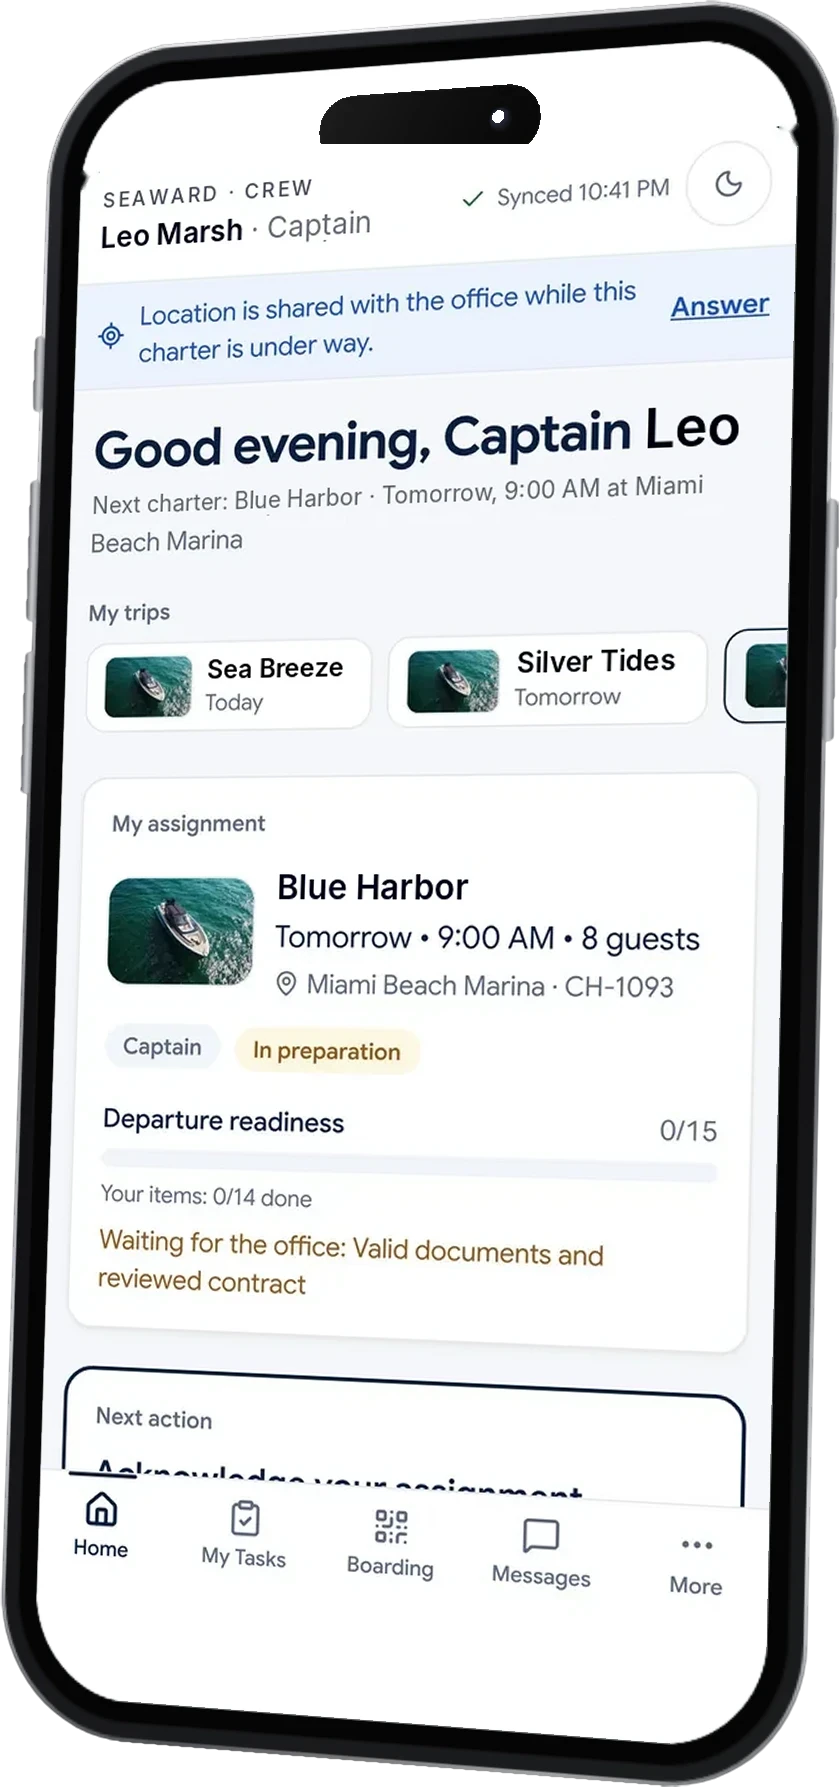 SEAWARD · CREW
Leo Marsh · Captain
Synced 10:41 PM
Location is shared with the office while this
charter is under way.
Answer
Good evening, Captain Leo
Next charter: Blue Harbor · Tomorrow, 9:00 AM at Miami
Beach Marina
My trips
Sea Breeze
Today
Silver Tides
Tomorrow
My assignment
Blue Harbor
Tomorrow • 9:00 AM • 8 guests
Miami Beach Marina · CH-1093
Captain
In preparation
Departure readiness
0/15
Your items: 0/14 done
Waiting for the office: Valid documents and
reviewed contract
Next action
Acknowledge your assignment
Home
My Tasks
Boarding
Messages
More